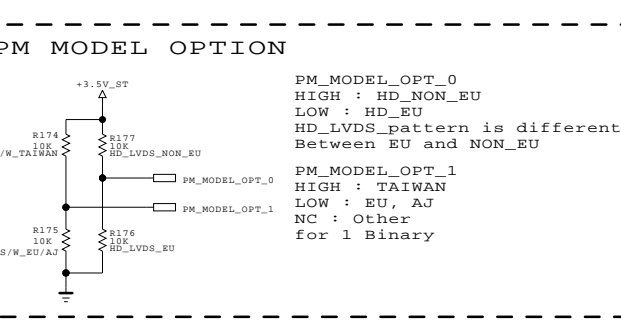 PM MODEL OPTION
+3.5V_ST
R174
10K
/W_TAIWAN
R177
10K
HD_LVDS_NON_EU
PM_MODEL_OPT_0
PM_MODEL_OPT_1
R175
10K
S/W_EU/AJ
R176
10K
HD_LVDS_EU
PM_MODEL_OPT_0
HIGH : HD_NON_EU
LOW : HD_EU
HD_LVDS_pattern is different
Between EU and NON_EU
PM_MODEL_OPT_1
HIGH : TAIWAN
LOW : EU, AJ
NC : Other
for 1 Binary